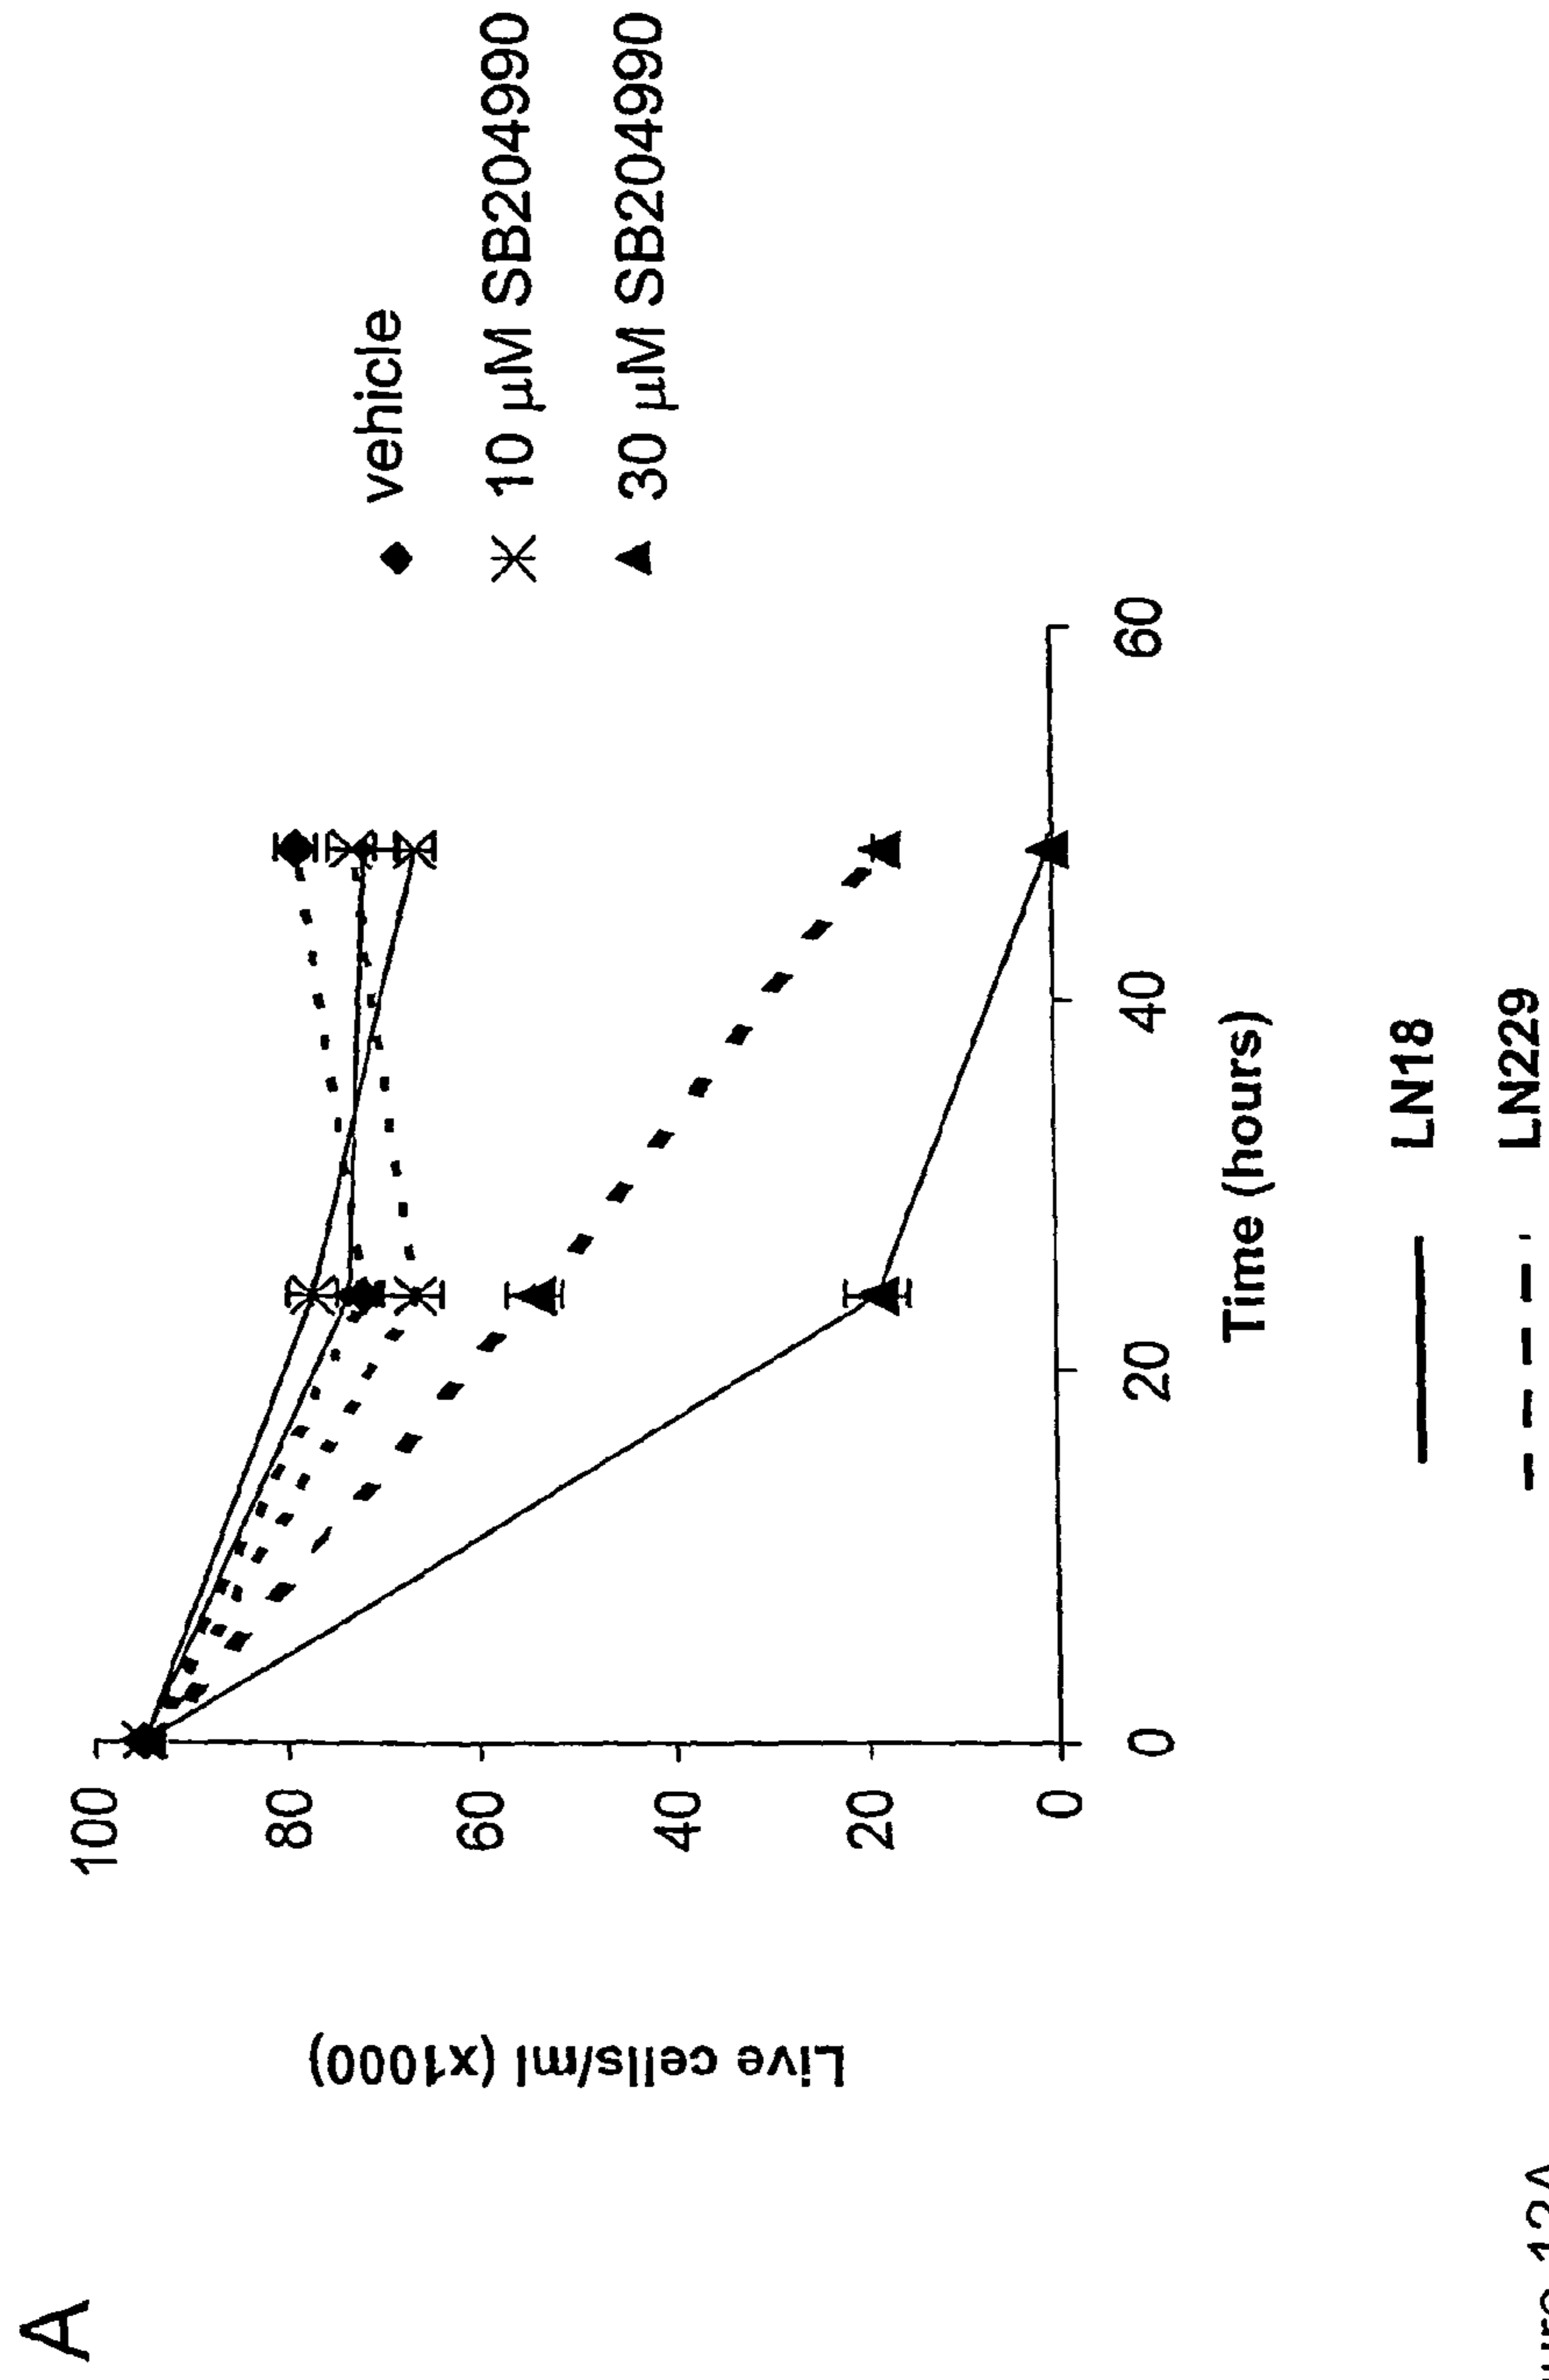 A
Live cells/ml (x1000)
100
80
60
40
20
0
0
20
40
60
Time (hours)
vehicle
10 µM SB204990
30 µM SB204990
LN18
LN229